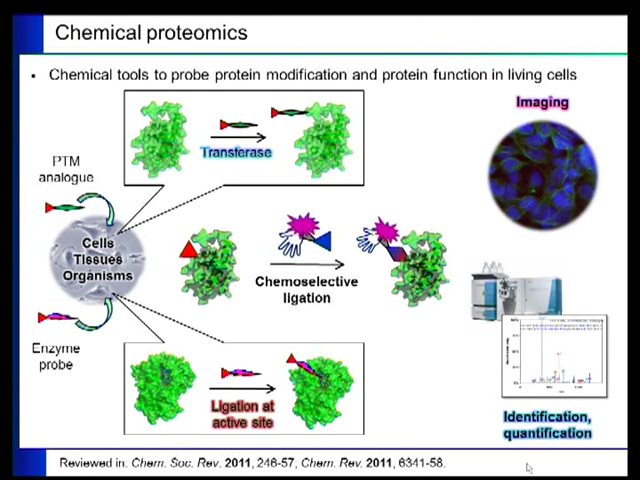 Chemical proteomics
▪ Chemical tools to probe protein modification and protein function in living cells
Imaging
Transferase
PTM
analogue
Cells
Tissues
Organisms
Chemoselective
ligation
Enzyme
probe
Ligation at
active site
Identification,
quantification
Reviewed in: Chem. Soc. Rev. 2011, 246-57, Chem. Rev. 2011, 6341-58.